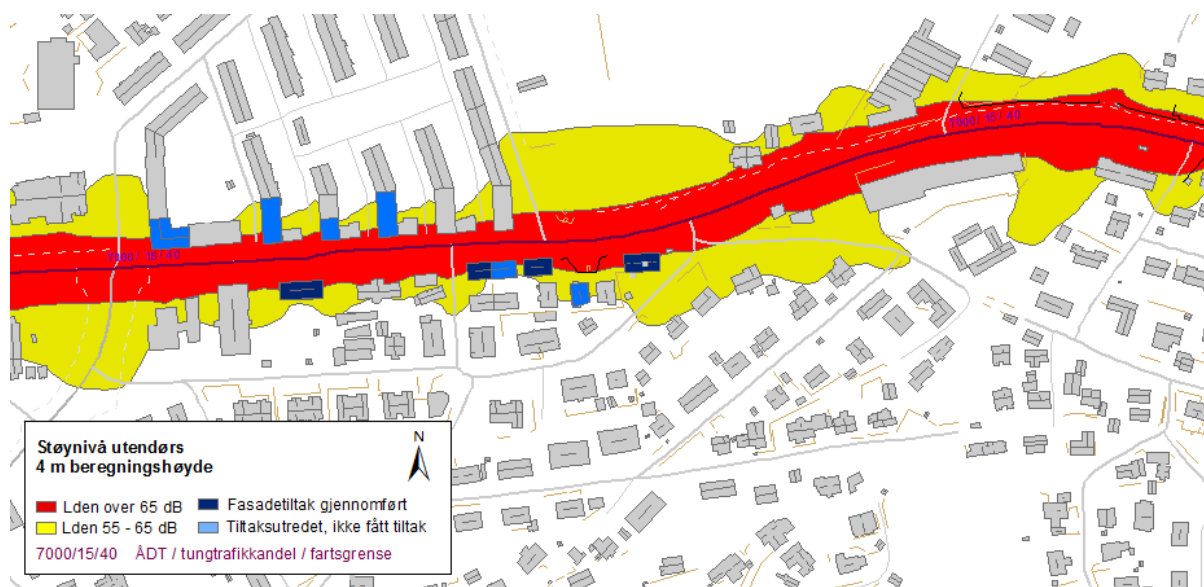 7000/ 15/ 40
7000/ 15/ 40
Støynivå utendørs
4 m beregningshøyde
N
Lden over 65 dB
Fasadetiltak gjennomført
Lden 55 - 65 dB
Tiltaksutredet, ikke fått tiltak
7000/15/40 ÅDT / tungtrafikkandel / fartsgrense